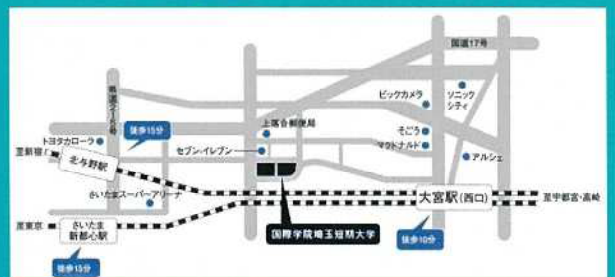 国道17号
県道216号
ビックカメラ
ソニック
シティ
上落合郵便局
徒歩15分
トヨタカローラ
至新宿
北与野駅
セブン-イレブン
そごう
マクドナルド
アルシェ
さいたまスーパーアリーナ
大宮駅(西口)
至宇都宮・高崎
至東京
さいたま
新都心駅
国際学院埼玉短期大学
徒歩10分
徒歩15分